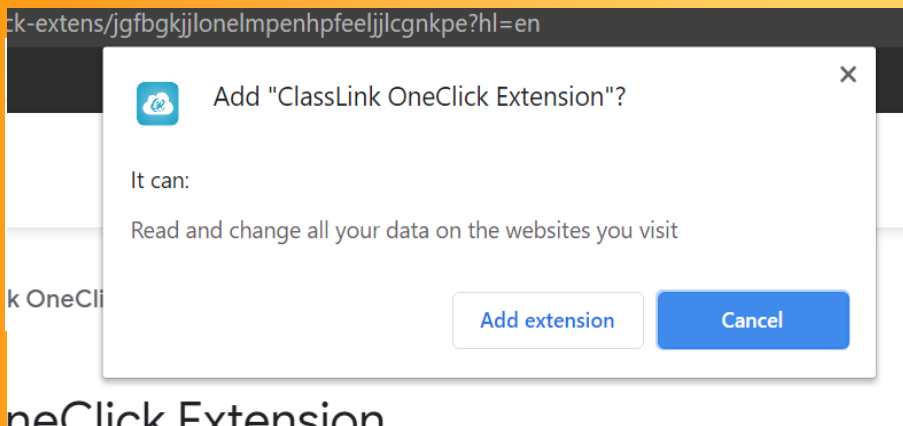 ck-extens/jgfbgkjjlonelmpenhpfeeljjlcgnkpe?hl=en
Add "ClassLink OneClick Extension"?
It can:
Read and change all your data on the websites you visit
k OneCli
Add extension
Cancel
neClick Extension